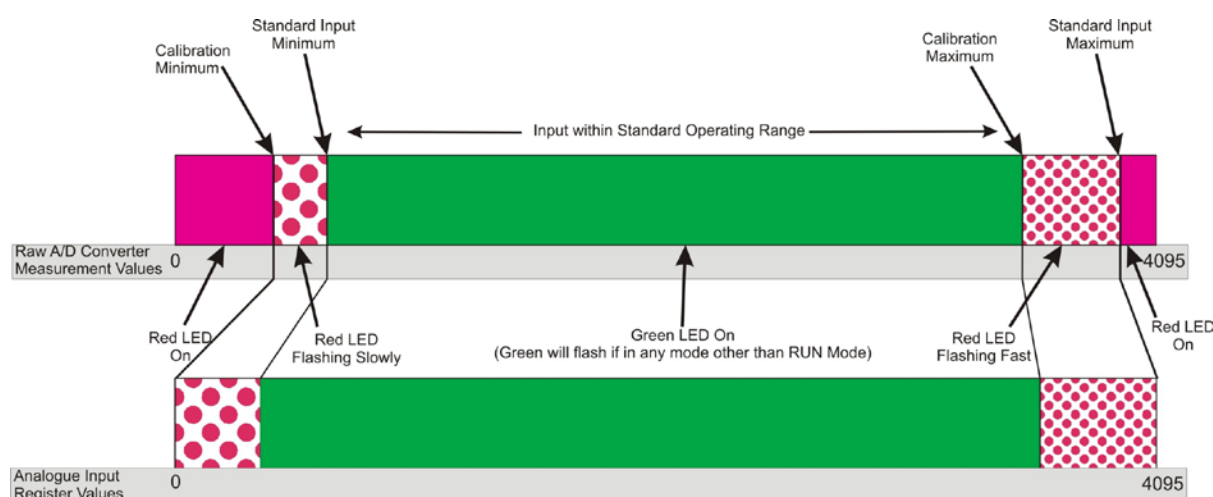 Standard Input
Minimum
Calibration
Minimum
Calibration
Maximum
Standard Input
Maximum
Input within Standard Operating Range
Raw A/D Converter
Measurement Values
0
4095
Red LED
On
Red LED
Flashing Slowly
Green LED On
(Green will flash if in any mode other than RUN Mode)
Red LED
Flashing Fast
Red LED
On
Analogue Input
Register Values
0
4095